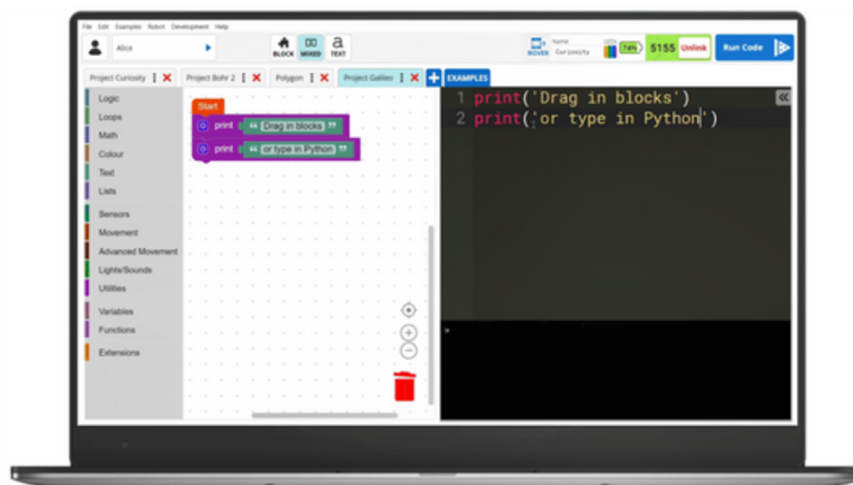 File Edit Examples Robot Development Help
Alice
BLOCK MIXED TEXT
ROVER
Name
Curiosity
74%
5155 Unlink
Run Code
Project Curiosity
Project Bohr 2
Polygon
Project Galileo
EXAMPLES
Logic
Loops
Math
Colour
Text
Lists
Sensors
Movement
Advanced Movement
Lights/Sounds
Utilities
Variables
Functions
Extensions
Start
print “ Drag in blocks ”
print “ or type in Python ”
1 print('Drag in blocks')
2 print('or type in Python')